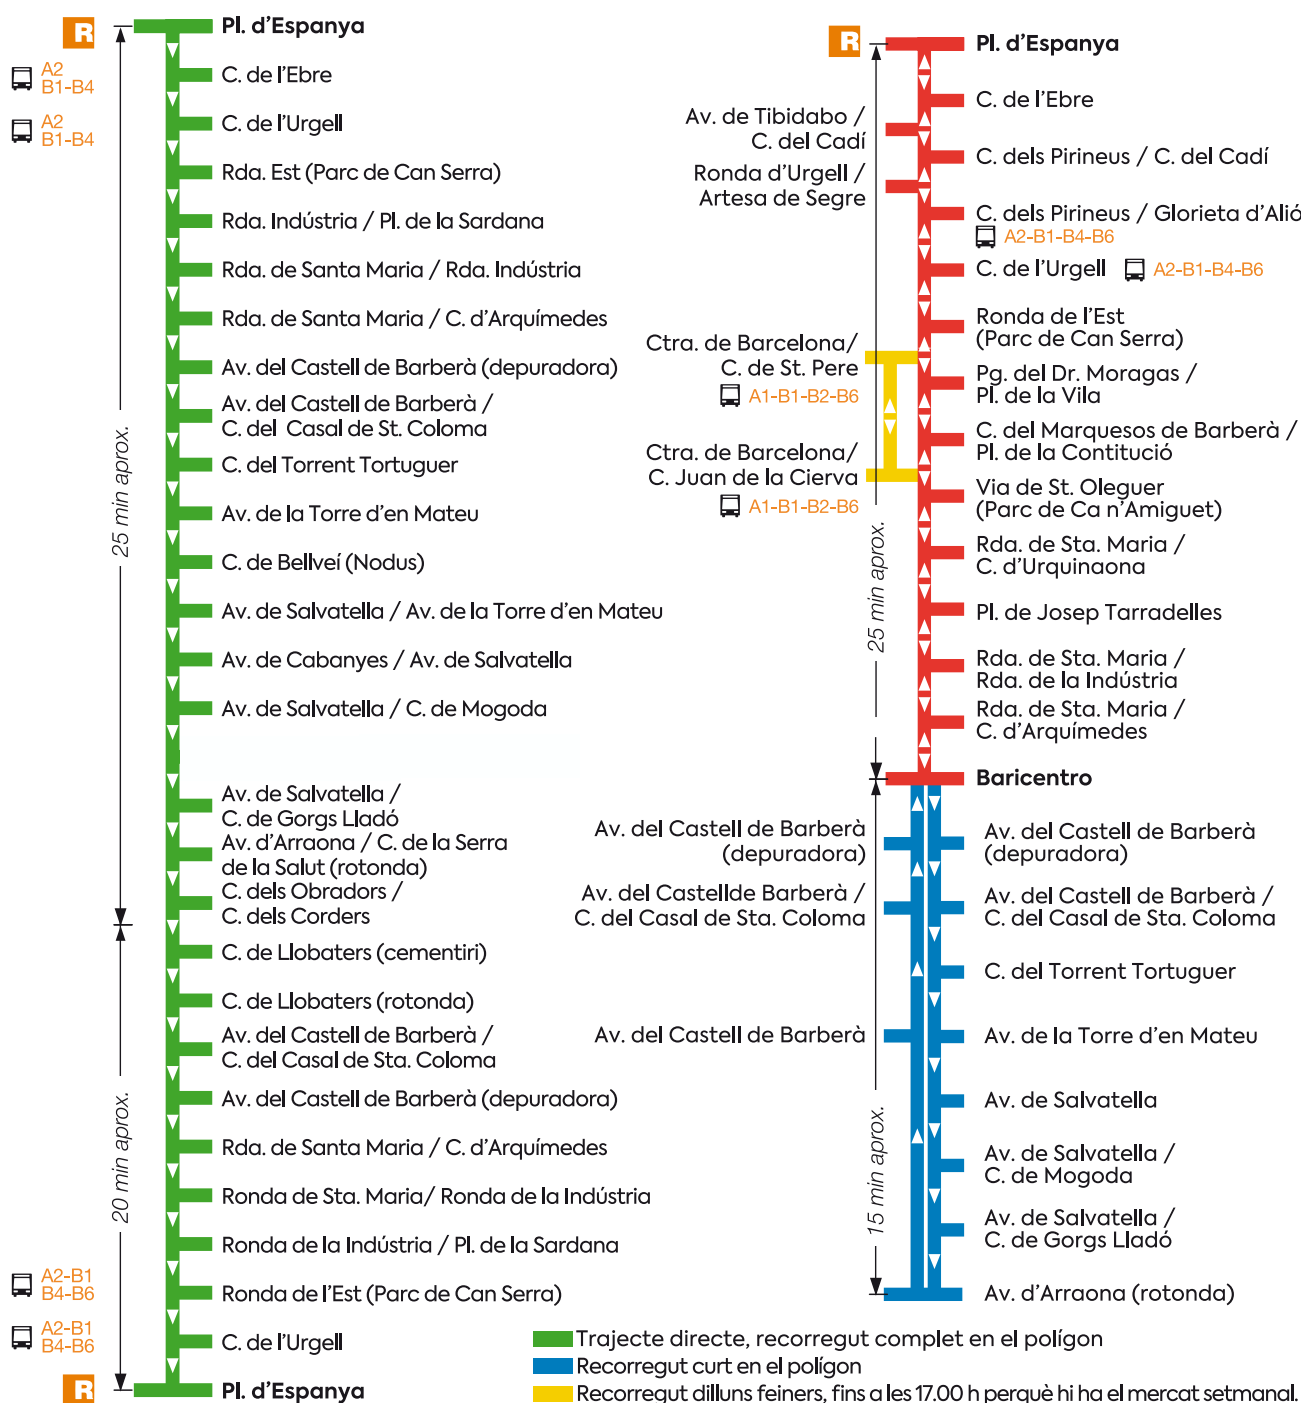 R
Pl. d'Espanya
A2
B1-B4
C. de l'Ebre
A2
B1-B4
C. de l'Urgell
Rda. Est (Parc de Can Serra)
Rda. Indústria / Pl. de la Sardana
Rda. de Santa Maria / Rda. Indústria
Rda. de Santa Maria / C. d'Arquímedes
Av. del Castell de Barberà (depuradora)
Av. del Castell de Barberà /
C. del Casal de St. Coloma
C. del Torrent Tortuguer
Av. de la Torre d'en Mateu
C. de Bellveí (Nodus)
Av. de Salvatella / Av. de la Torre d'en Mateu
Av. de Cabanyes / Av. de Salvatella
Av. de Salvatella / C. de Mogoda
Av. de Salvatella /
C. de Gorgs Lladó
Av. d'Arraona / C. de la Serra
de la Salut (rotonda)
C. dels Obradors /
C. dels Corders
25 min aprox.
C. de Llobaters (cementiri)
C. de Llobaters (rotonda)
Av. del Castell de Barberà /
C. del Casal de Sta. Coloma
Av. del Castell de Barberà (depuradora)
Rda. de Santa Maria / C. d'Arquímedes
Ronda de Sta. Maria/ Ronda de la Indústria
Ronda de la Indústria / Pl. de la Sardana
A2-B1
B4-B6
Ronda de l'Est (Parc de Can Serra)
A2-B1
B4-B6
C. de l'Urgell
20 min aprox.
R
Pl. d'Espanya
R
Pl. d'Espanya
C. de l'Ebre
Av. de Tibidabo /
C. del Cadí
C. dels Pirineus / C. del Cadí
Ronda d'Urgell /
Artesa de Segre
C. dels Pirineus / Glorieta d'Alió
A2-B1-B4-B6
C. de l'Urgell A2-B1-B4-B6
Ronda de l'Est
(Parc de Can Serra)
Ctra. de Barcelona/
C. de St. Pere
A1-B1-B2-B6
Pg. del Dr. Moragas /
Pl. de la Vila
C. del Marquesos de Barberà /
Pl. de la Contitució
Ctra. de Barcelona/
C. Juan de la Cierva
A1-B1-B2-B6
Via de St. Oleguer
(Parc de Ca n'Amiguet)
Rda. de Sta. Maria /
C. d'Urquinaona
Pl. de Josep Tarradelles
Rda. de Sta. Maria /
Rda. de la Indústria
Rda. de Sta. Maria /
C. d'Arquímedes
25 min aprox.
Baricentro
Av. del Castell de Barberà
(depuradora)
Av. del Castell de Barberà
(depuradora)
Av. del Castellde Barberà /
C. del Casal de Sta. Coloma
Av. del Castell de Barberà /
C. del Casal de Sta. Coloma
C. del Torrent Tortuguer
Av. del Castell de Barberà
Av. de la Torre d'en Mateu
Av. de Salvatella
Av. de Salvatella /
C. de Mogoda
Av. de Salvatella /
C. de Gorgs Lladó
Av. d'Arraona (rotonda)
15 min aprox.
Trajecte directe, recorregut complet en el polígon
Recorregut curt en el polígon
Recorregut dilluns feiners, fins a les 17.00 h perquè hi ha el mercat setmanal.